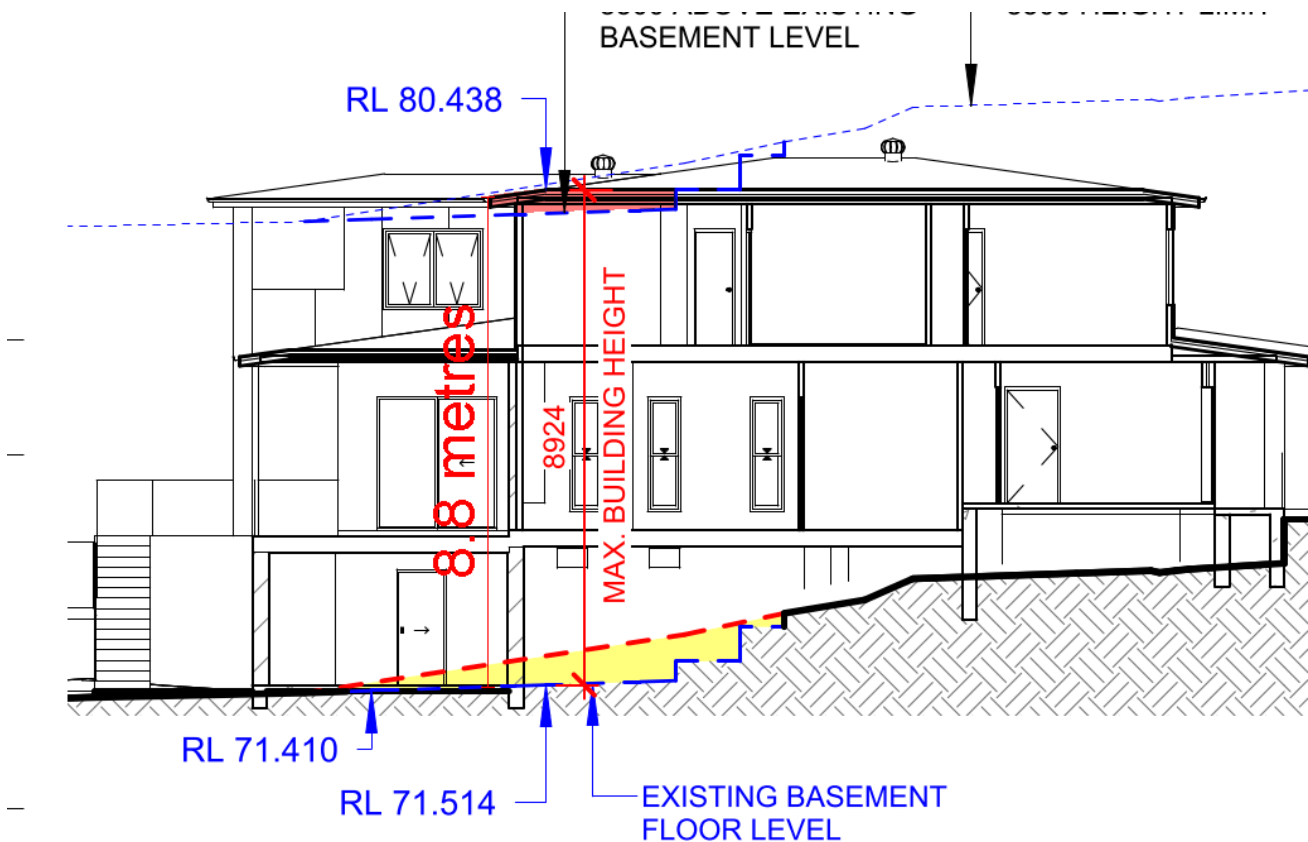 BASEMENT LEVEL
RL 80.438
8.8 metres
8924
MAX. BUILDING HEIGHT
RL 71.410
RL 71.514
EXISTING BASEMENT
FLOOR LEVEL